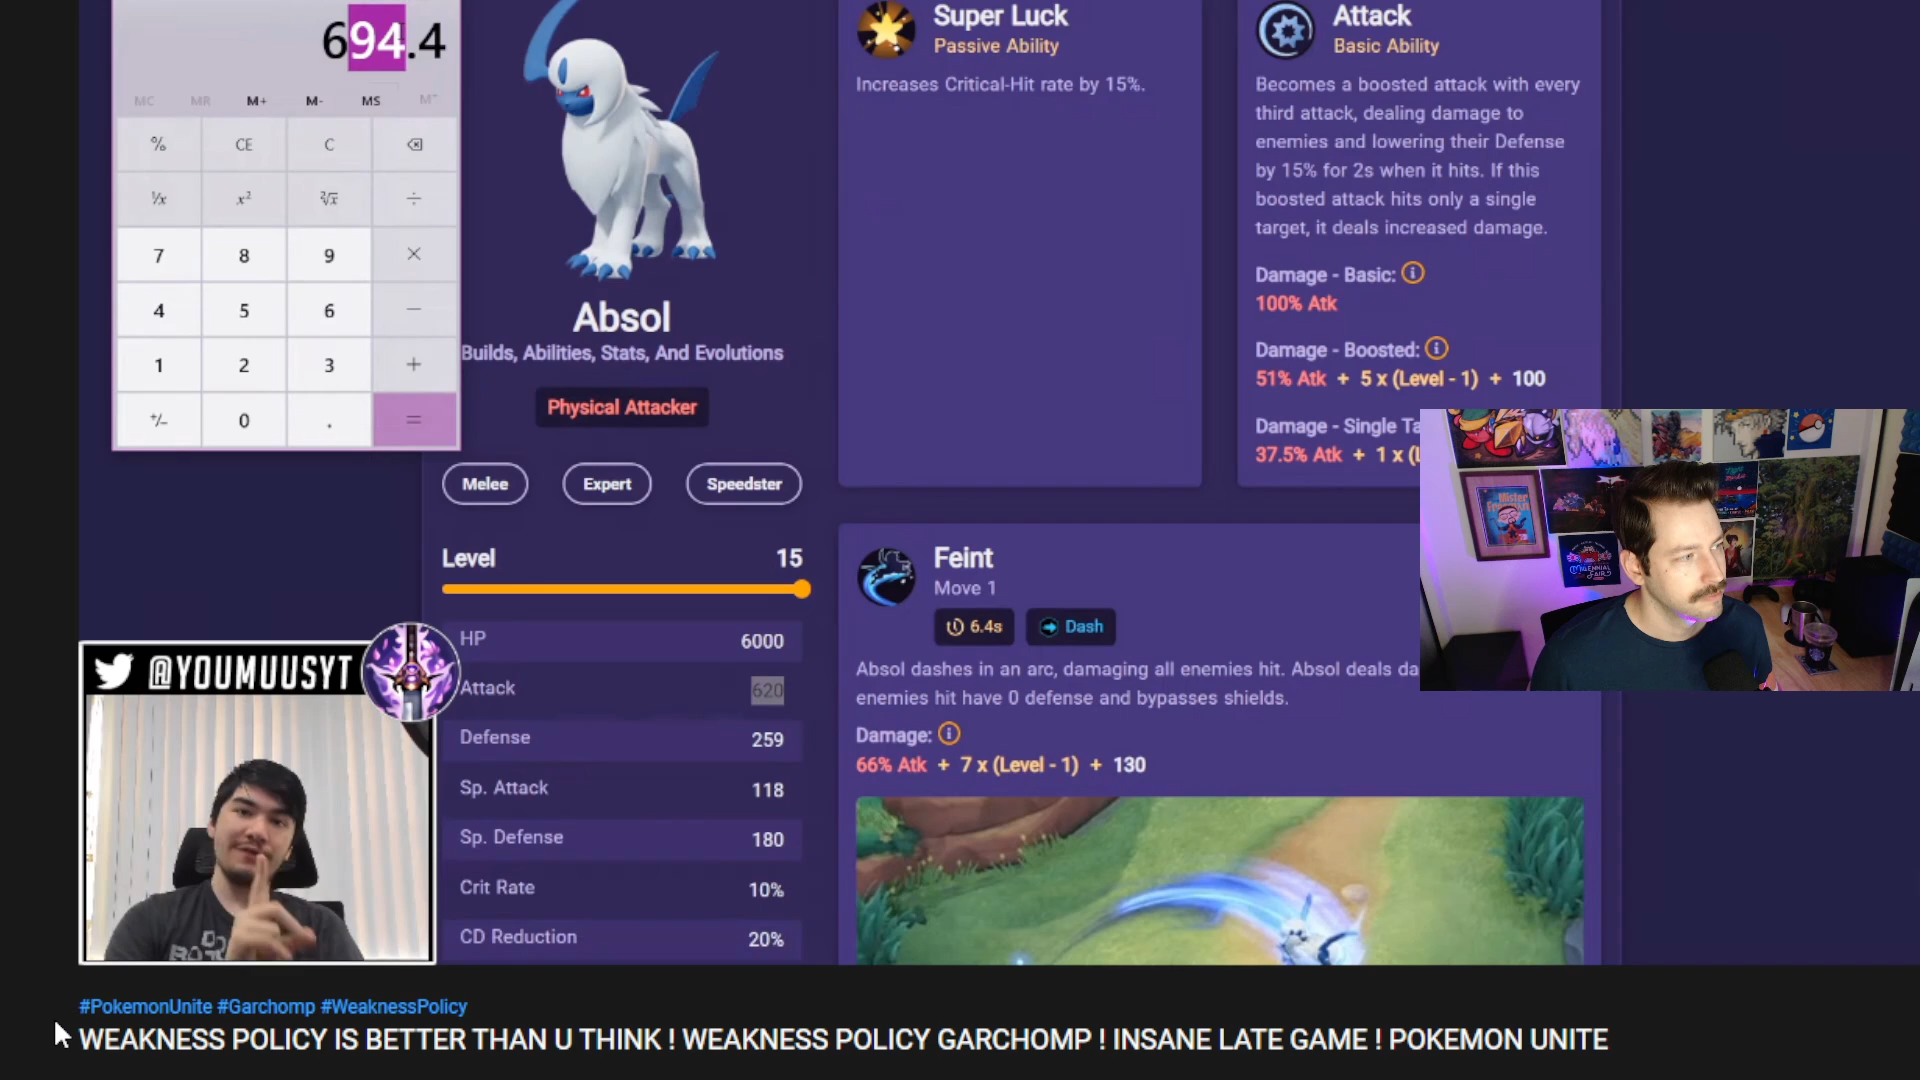 694.4
MC MR M+ M- MS
% CE C
¹/x x² ²√x ÷
7 8 9 ×
4 5 6 −
1 2 3 +
+/− 0 . =
Absol
Builds, Abilities, Stats, And Evolutions
Physical Attacker
Melee Expert Speedster
Level 15
HP 6000
Attack 620
Defense 259
Sp. Attack 118
Sp. Defense 180
Crit Rate 10%
CD Reduction 20%
Super Luck
Passive Ability
Increases Critical-Hit rate by 15%.
Attack
Basic Ability
Becomes a boosted attack with every
third attack, dealing damage to
enemies and lowering their Defense
by 15% for 2s when it hits. If this
boosted attack hits only a single
target, it deals increased damage.
Damage - Basic:
100% Atk
Damage - Boosted:
51% Atk + 5 x (Level - 1) + 100
Damage - Single Ta
37.5% Atk + 1 x (L
Feint
Move 1
6.4s Dash
Absol dashes in an arc, damaging all enemies hit. Absol deals da
enemies hit have 0 defense and bypasses shields.
Damage:
66% Atk + 7 x (Level - 1) + 130
@YOUMUUSYT
Mister
MILLENNIAL
FAIR
#PokemonUnite #Garchomp #WeaknessPolicy
WEAKNESS POLICY IS BETTER THAN U THINK ! WEAKNESS POLICY GARCHOMP ! INSANE LATE GAME ! POKEMON UNITE